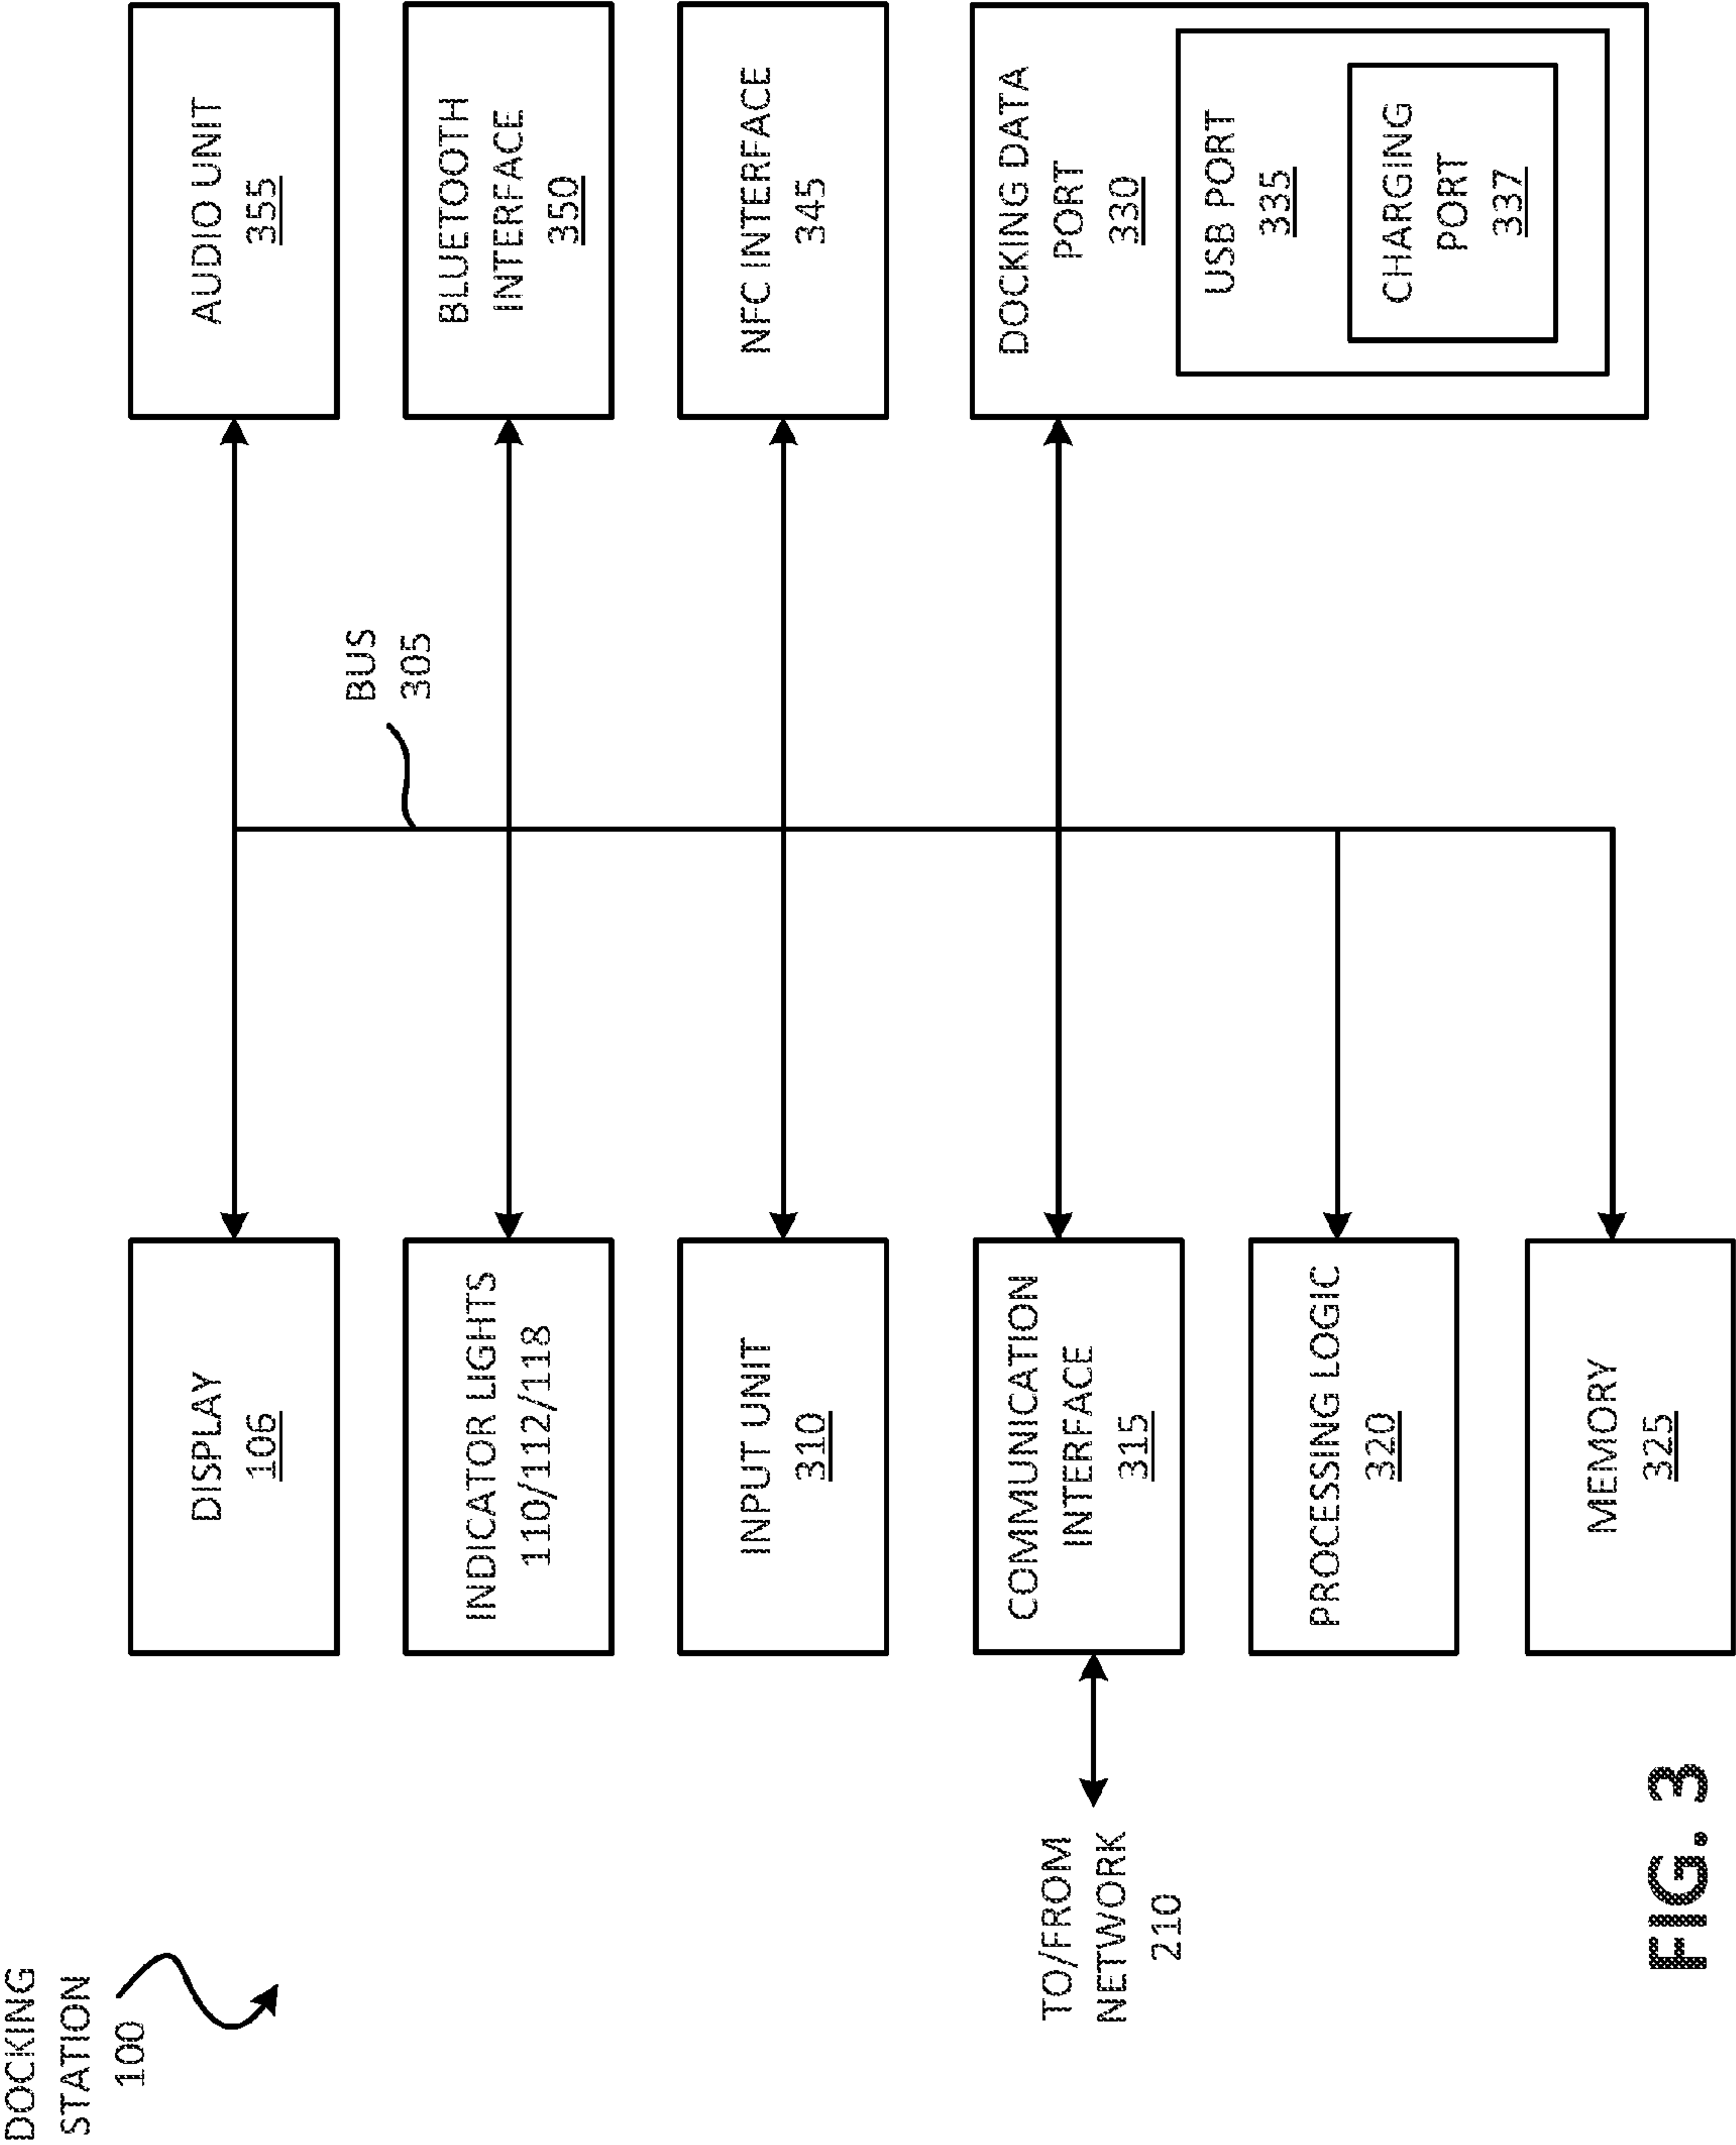 DOCKING
STATION
100
DISPLAY
106
INDICATOR LIGHTS
110/112/118
INPUT UNIT
310
COMMUNICATION
INTERFACE
315
PROCESSING LOGIC
320
MEMORY
325
TO/FROM
NETWORK
210
BUS
305
AUDIO UNIT
355
BLUETOOTH
INTERFACE
350
NFC INTERFACE
345
DOCKING DATA
PORT
330
USB PORT
335
CHARGING
PORT
337
FIG. 3